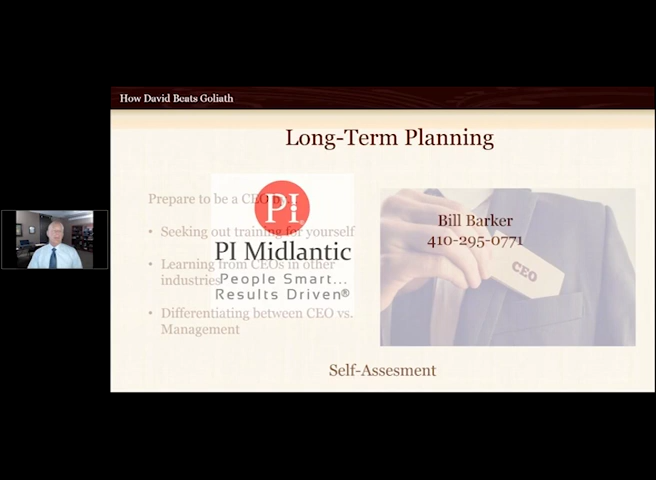 How David Beats Goliath
Long-Term Planning
Prepare to be a CEO by:
• Seeking out training for yourself
• Learning from CEOs in other
industries
• Differentiating between CEO vs.
Management
Pi
PI Midlantic
People Smart...
Results Driven®
Bill Barker
410-295-0771
CEO
Self-Assesment